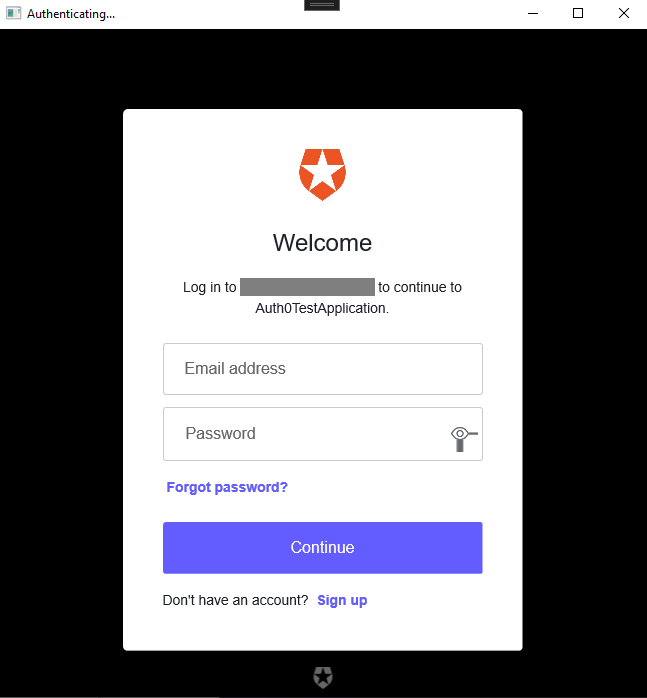 Authenticating...
Welcome
Log in to to continue to
Auth0TestApplication.
Email address
Password
Forgot password?
Continue
Don't have an account? Sign up